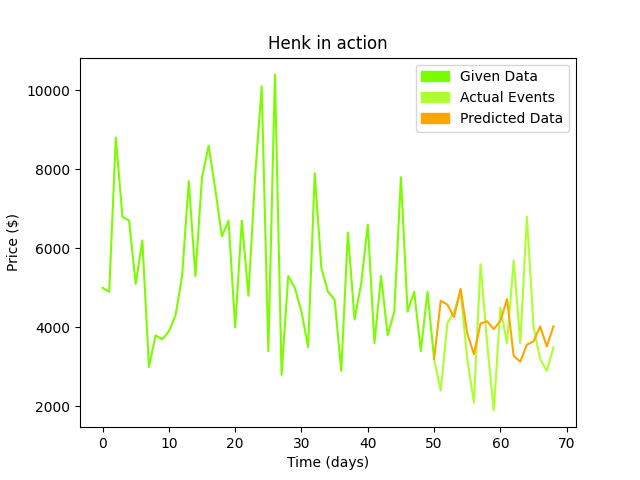 Henk in action
Given Data
Actual Events
Predicted Data
Price ($)
10000
8000
6000
4000
2000
0 10 20 30 40 50 60 70
Time (days)